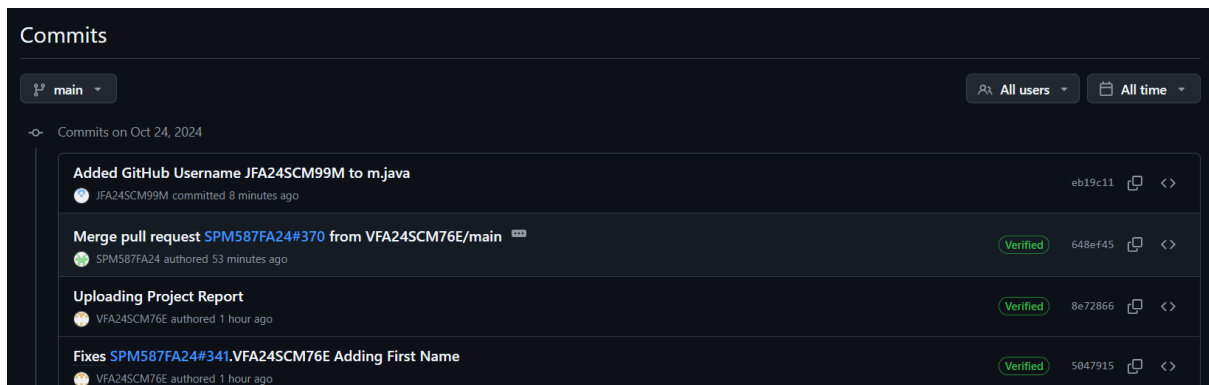 Commits
main
All users
All time
Commits on Oct 24, 2024
Added GitHub Username JFA24SCM99M to m.java
JFA24SCM99M committed 8 minutes ago
eb19c11
Merge pull request SPM587FA24#370 from VFA24SCM76E/main
SPM587FA24 authored 53 minutes ago
Verified
648ef45
Uploading Project Report
VFA24SCM76E authored 1 hour ago
Verified
8e72866
Fixes SPM587FA24#341.VFA24SCM76E Adding First Name
VFA24SCM76E authored 1 hour ago
Verified
5047915